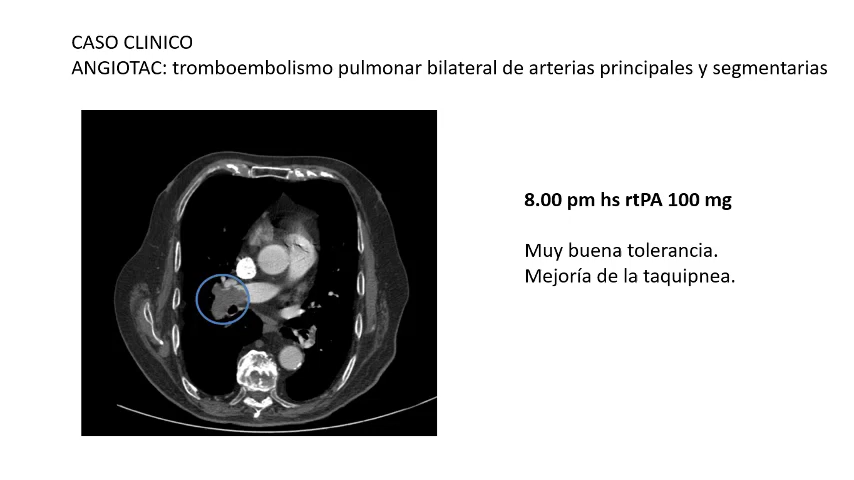 CASO CLINICO
ANGIOTAC: tromboembolismo pulmonar bilateral de arterias principales y segmentarias
8.00 pm hs rtPA 100 mg
Muy buena tolerancia.
Mejoría de la taquipnea.